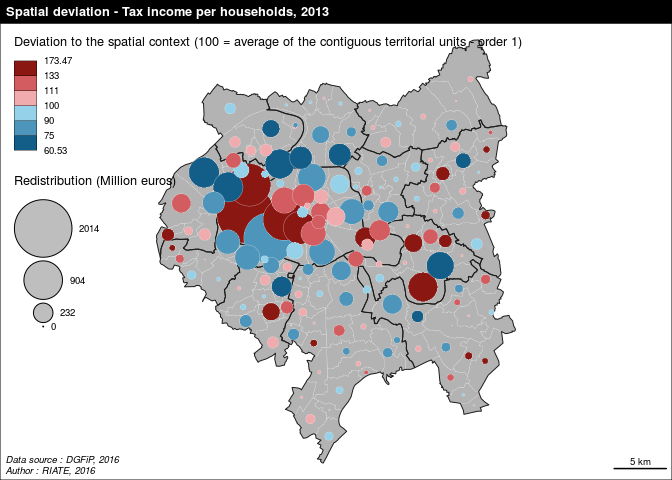 Spatial deviation - Tax income per households, 2013
Deviation to the spatial context (100 = average of the contiguous territorial units - order 1)
173.47
133
111
100
90
75
60.53
Redistribution (Million euros)
2014
904
232
0
Data source : DGFiP, 2016
Author : RIATE, 2016
5 km